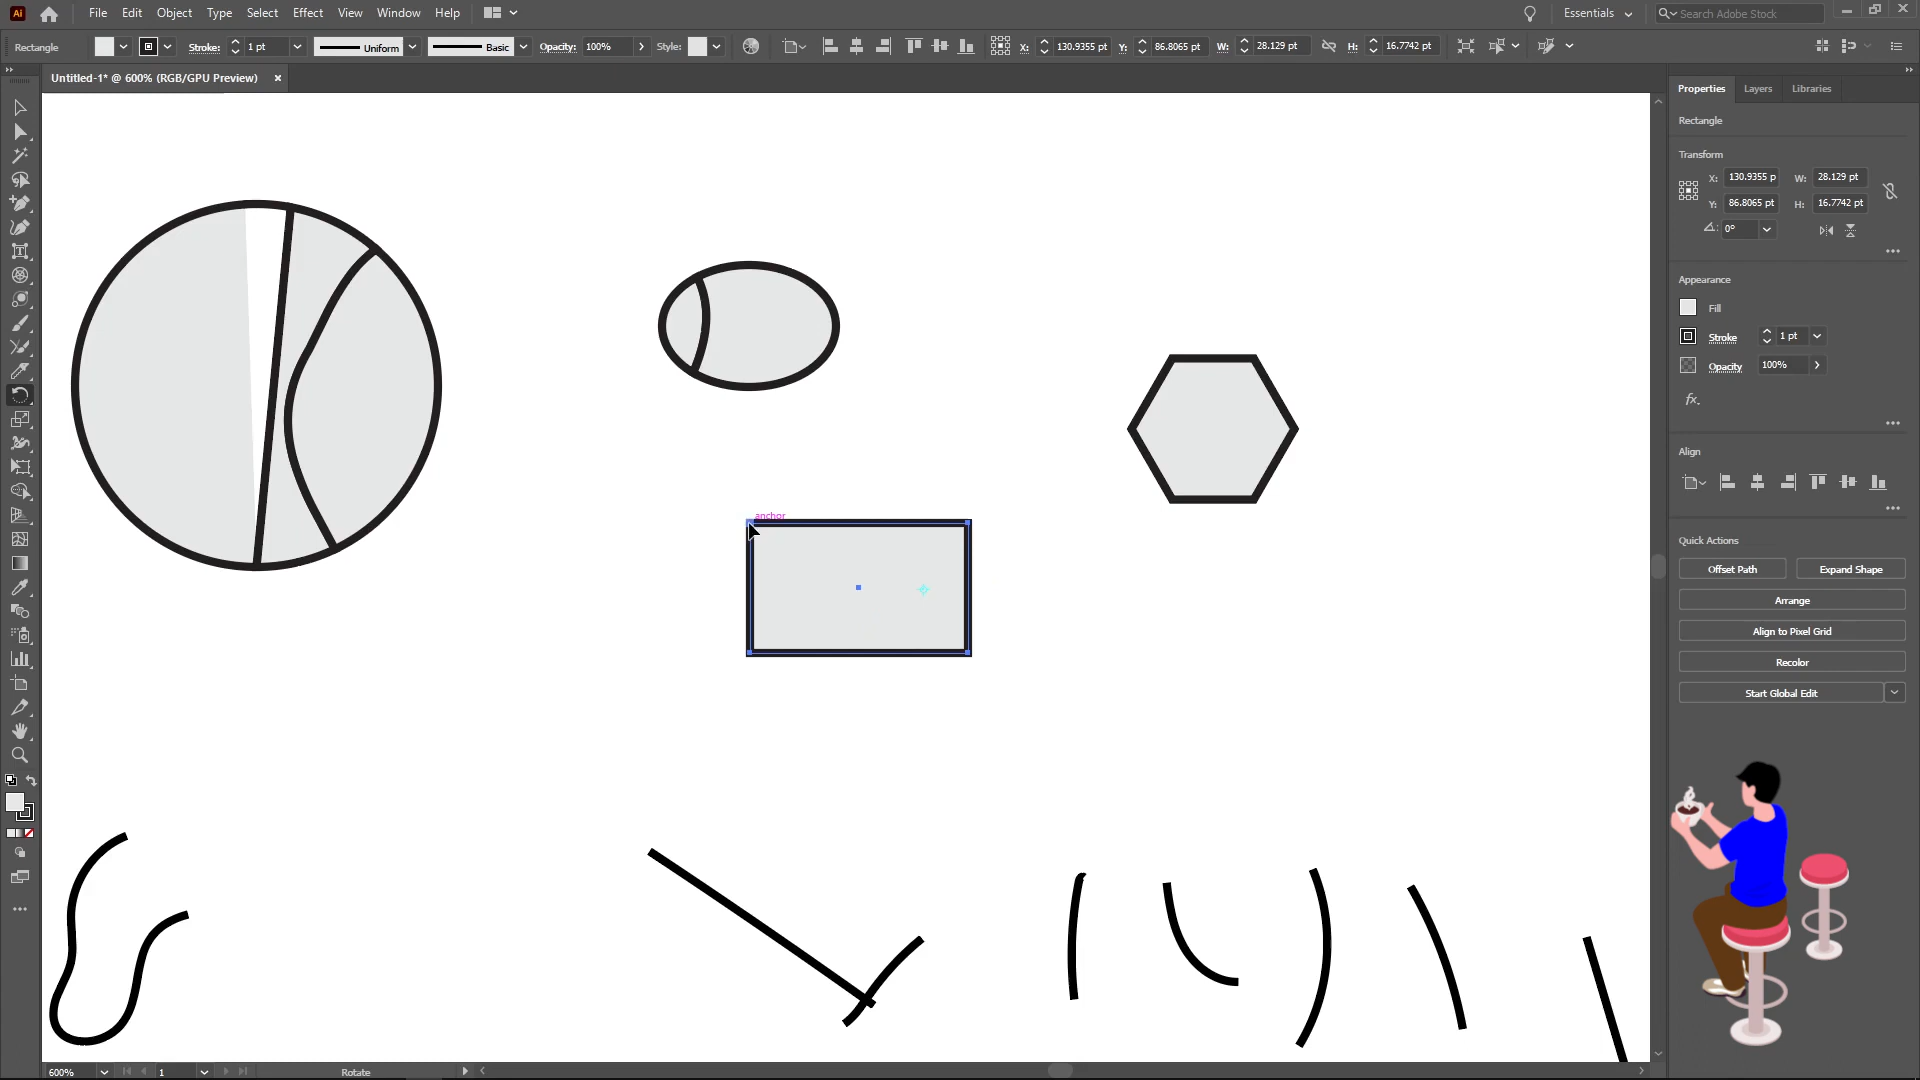 Ai File Edit Object Type Select Effect View Window Help Essentials Search Adobe Stock
Rectangle Stroke: 1 pt Uniform Basic Opacity: 100% Style: X: 130.9355 pt Y: 86.8065 pt W: 28.129 pt H: 16.7742 pt
Untitled-1* @ 600% (RGB/GPU Preview) ×
Properties Layers Libraries
Rectangle
Transform
X: 130.9355 p W: 28.129 pt
Y: 86.8065 pt H: 16.7742 pt
0°
Appearance
Fill
Stroke 1 pt
Opacity 100%
fx.
Align
anchor
Quick Actions
Offset Path Expand Shape
Arrange
Align to Pixel Grid
Recolor
Start Global Edit
600% 1 Rotate